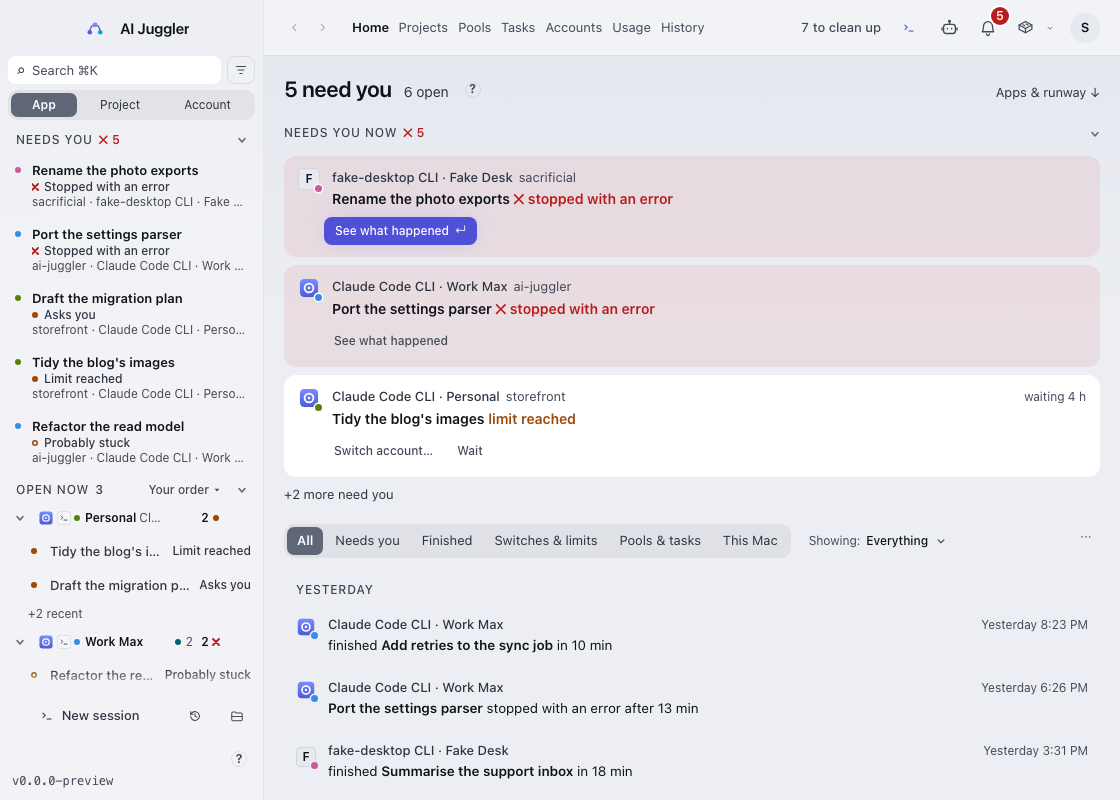 AI Juggler
Search ⌘K
App Project Account
NEEDS YOU ✕ 5
Rename the photo exports
✕ Stopped with an error
sacrificial · fake-desktop CLI · Fake ...
Port the settings parser
✕ Stopped with an error
ai-juggler · Claude Code CLI · Work ...
Draft the migration plan
Asks you
storefront · Claude Code CLI · Perso...
Tidy the blog's images
Limit reached
storefront · Claude Code CLI · Perso...
Refactor the read model
Probably stuck
ai-juggler · Claude Code CLI · Work ...
OPEN NOW 3 Your order
Personal Cl... 2
Tidy the blog's i... Limit reached
Draft the migration p... Asks you
+2 recent
Work Max 2 2 ✕
Refactor the re... Probably stuck
New session
?
v0.0.0-preview
Home Projects Pools Tasks Accounts Usage History
7 to clean up
5
S
5 need you 6 open ?
Apps & runway ↓
NEEDS YOU NOW ✕ 5
F
fake-desktop CLI · Fake Desk sacrificial
Rename the photo exports ✕ stopped with an error
See what happened ↵
Claude Code CLI · Work Max ai-juggler
Port the settings parser ✕ stopped with an error
See what happened
Claude Code CLI · Personal storefront
waiting 4 h
Tidy the blog's images limit reached
Switch account... Wait
+2 more need you
All Needs you Finished Switches & limits Pools & tasks This Mac
Showing: Everything
...
YESTERDAY
Claude Code CLI · Work Max
Yesterday 8:23 PM
finished Add retries to the sync job in 10 min
Claude Code CLI · Work Max
Yesterday 6:26 PM
Port the settings parser stopped with an error after 13 min
F
fake-desktop CLI · Fake Desk
Yesterday 3:31 PM
finished Summarise the support inbox in 18 min